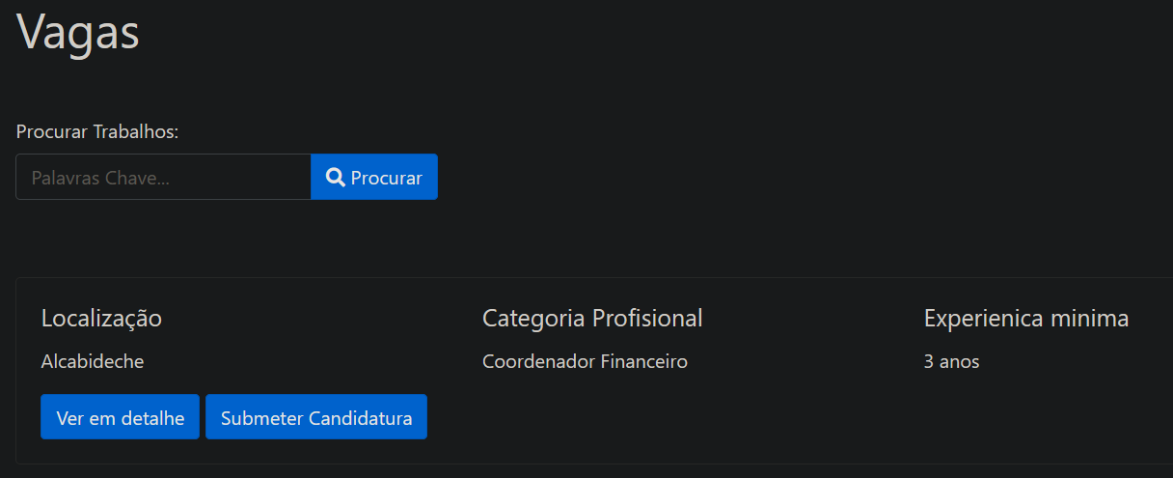 Vagas
Procurar Trabalhos:
Palavras Chave...
Procurar
Localização
Categoria Profisional
Experienica minima
Alcabideche
Coordenador Financeiro
3 anos
Ver em detalhe
Submeter Candidatura